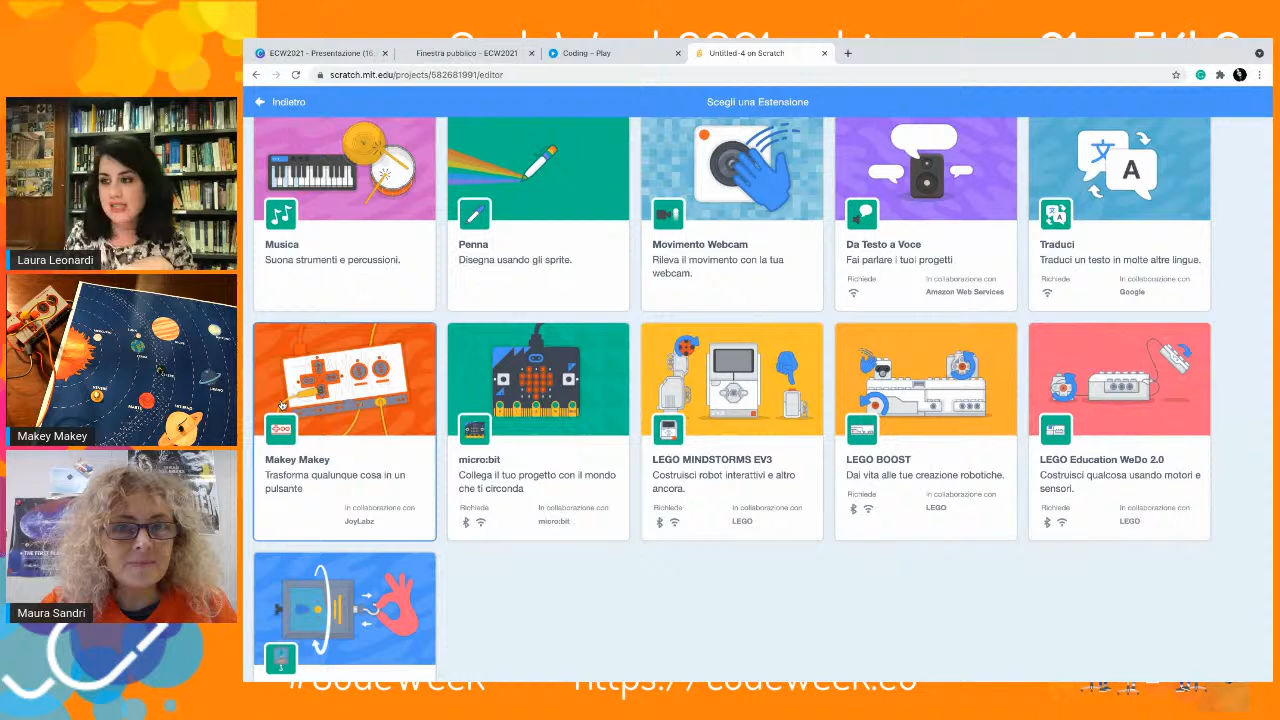 ECW2021 - Presentazione (16
Finestra pubblico - ECW2021
Coding – Play
Untitled-4 on Scratch
scratch.mit.edu/projects/582681991/editor
Indietro
Scegli una Estensione
Musica
Suona strumenti e percussioni.
Penna
Disegna usando gli sprite.
Movimento Webcam
Rileva il movimento con la tua
webcam.
Da Testo a Voce
Fai parlare i tuoi progetti
Richiede
In collaborazione con
Amazon Web Services
A
Traduci
Traduci un testo in molte altre lingue.
Richiede
In collaborazione con
Google
Makey Makey
Trasforma qualunque cosa in un
pulsante
In collaborazione con
JoyLabz
micro:bit
Collega il tuo progetto con il mondo
che ti circonda
Richiede
In collaborazione con
micro:bit
LEGO MINDSTORMS EV3
Costruisci robot interattivi e altro
ancora.
Richiede
In collaborazione con
LEGO
LEGO BOOST
Dai vita alle tue creazione robotiche.
Richiede
In collaborazione con
LEGO
LEGO Education WeDo 2.0
Costruisci qualcosa usando motori e
sensori.
Richiede
In collaborazione con
LEGO
Laura Leonardi
Makey Makey
Maura Sandri
#CodeWeek
https://codeweek.eu